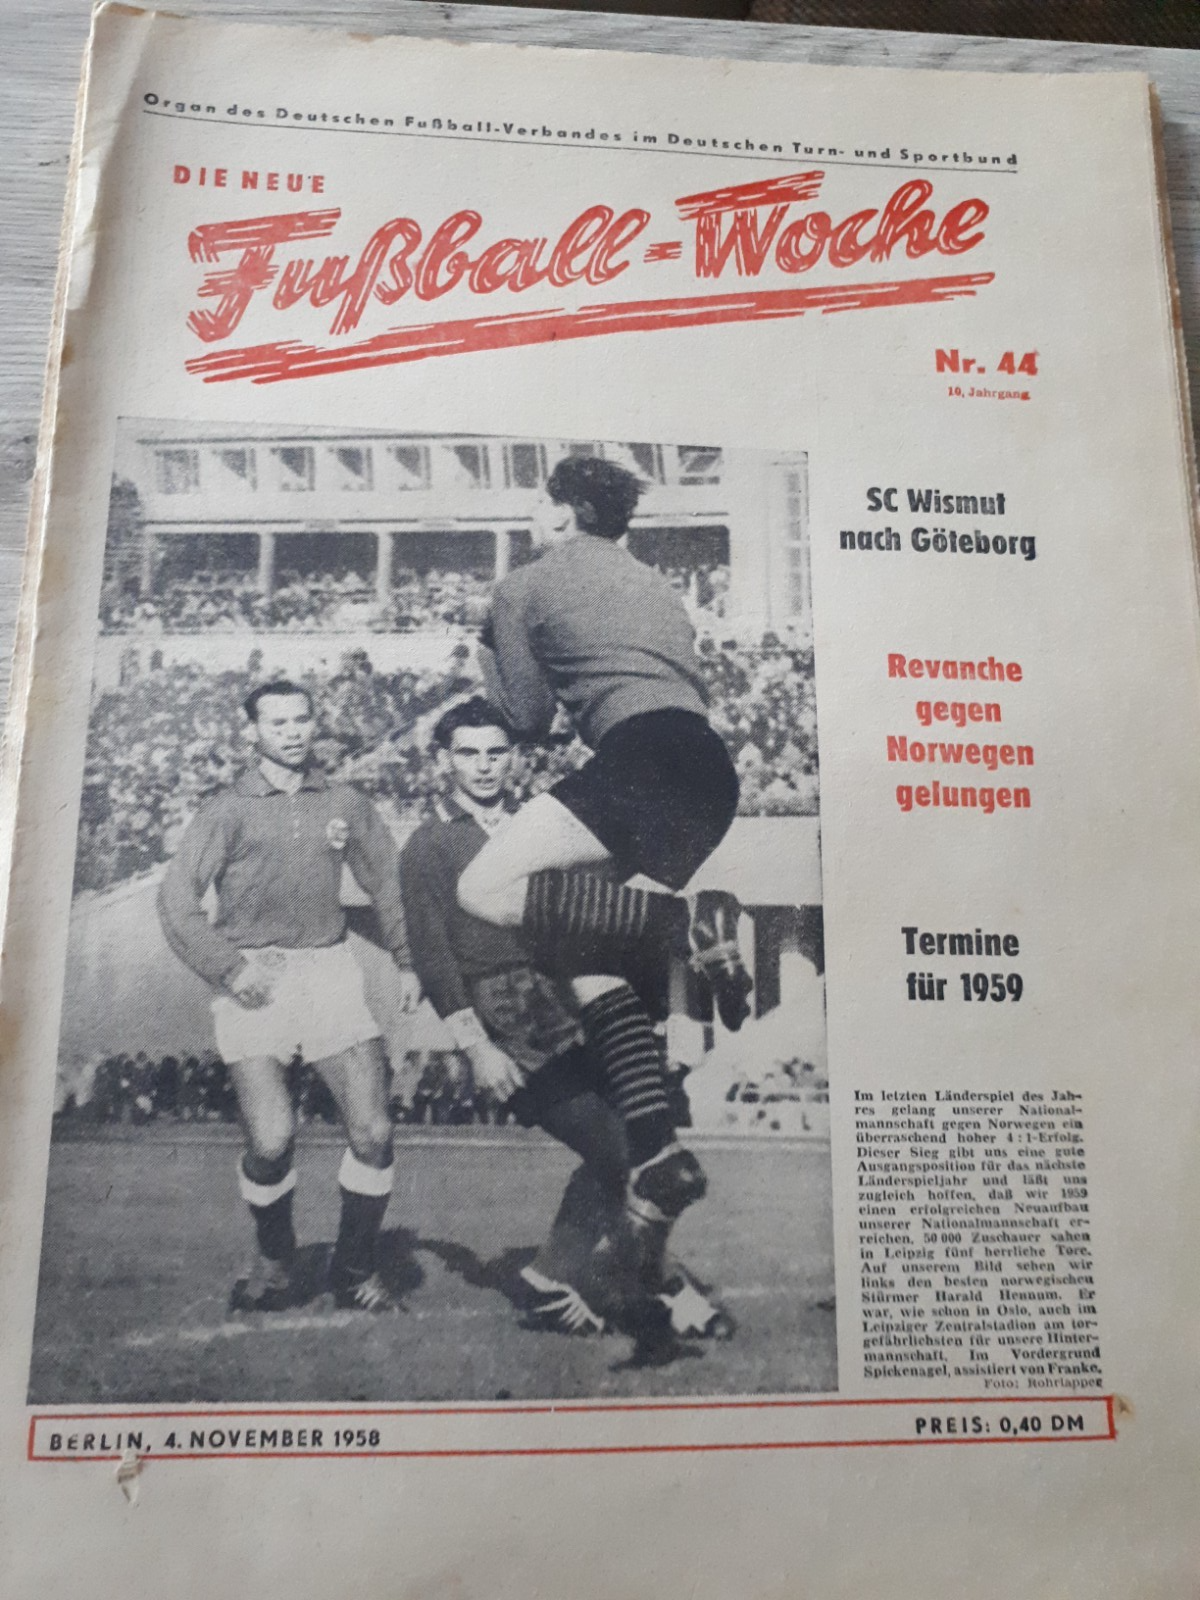 Organ des Deutschen Fußball-Verbandes im Deutschen Turn- und Sportbund
DIE NEUE
Fußball-Woche
Nr. 44
10. Jahrgang
SC Wismut
nach Göteborg
Revanche
gegen
Norwegen
gelungen
Termine
für 1959
Im letzten Länderspiel des Jah-
res gelang unserer National-
mannschaft gegen Norwegen ein
überraschend hoher 4:1-Erfolg.
Dieser Sieg gibt uns eine gute
Ausgangsposition für das nächste
Länderspieljahr und läßt uns
zugleich hoffen, daß wir 1959
einen erfolgreichen Neuaufbau
unserer Nationalmannschaft er-
reichen. 50 000 Zuschauer sahen
in Leipzig fünf herrliche Tore.
Auf unserem Bild sehen wir
links den besten norwegischen
Stürmer Harald Hennum. Er
war, wie schon in Oslo, auch im
Leipziger Zentralstadion am tor-
gefährlichsten für unsere Hinter-
mannschaft. Im Vordergrund
Spickenagel, assistiert von Franke.
Foto: Rohrlapper
BERLIN, 4. NOVEMBER 1958
PREIS: 0,40 DM